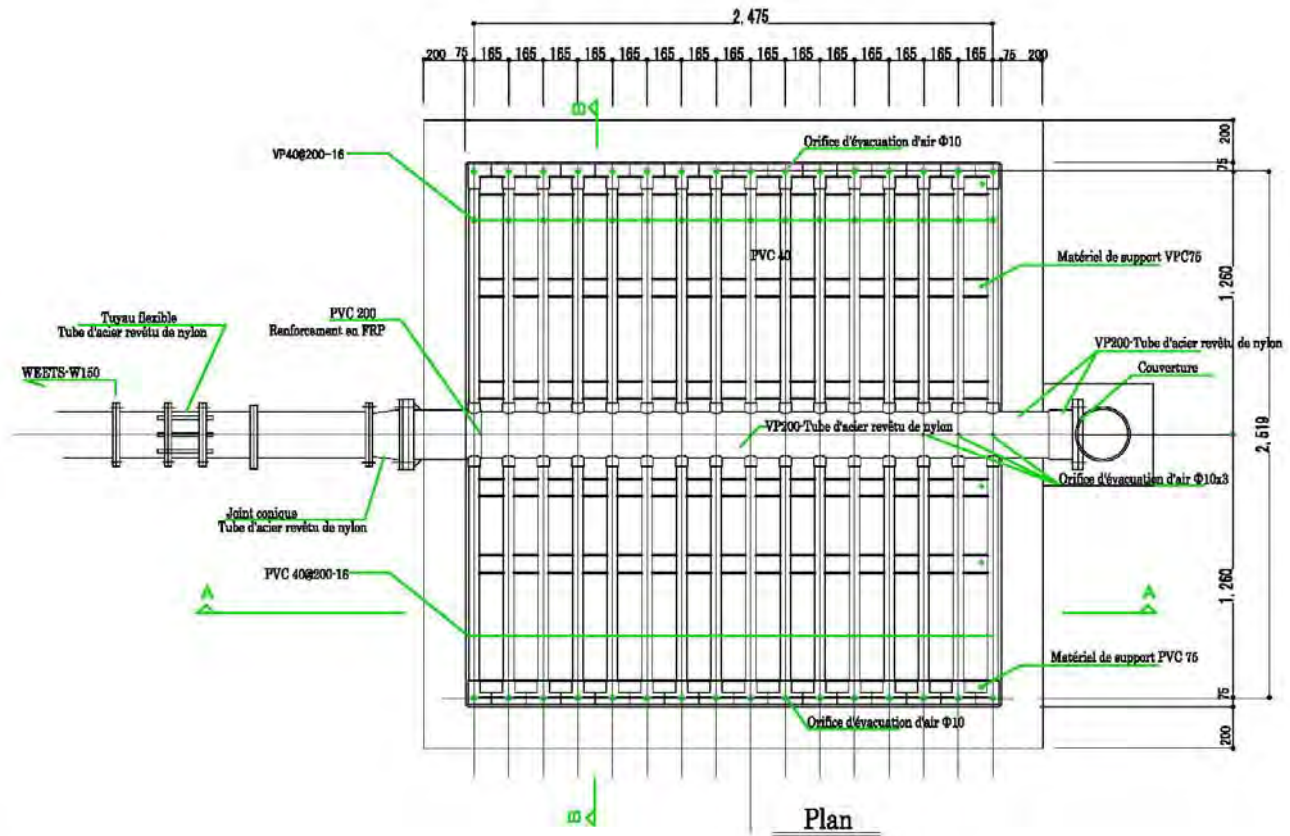 2,475
200 75 165 165 165 165 165 165 165 165 165 165 165 165 165 165 165 75 200
B
Orifice d'évacuation d'air Φ10
VP40@200-16
200
75
PVC 40
Matériel de support VPC75
1,260
Tuyau flexible
Tube d'acier revêtu de nylon
PVC 200
Renforcement en FRP
VP200-Tube d'acier revêtu de nylon
Couverture
WEETS-W150
VP200-Tube d'acier revêtu de nylon
2,519
Orifice d'évacuation d'air Φ10x3
Joint conique
Tube d'acier revêtu de nylon
PVC 40@200-16
A
A
1,260
Matériel de support PVC 75
75
Orifice d'évacuation d'air Φ10
200
B
Plan